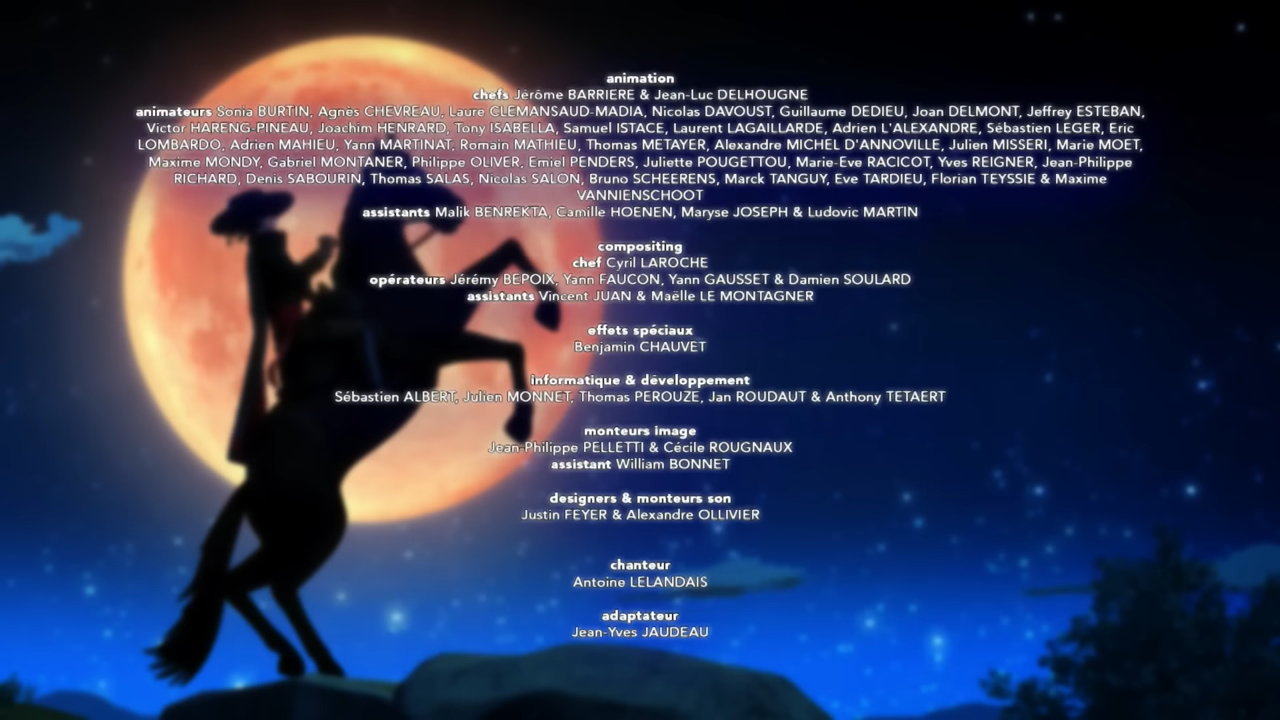 animation
chefs Jérôme BARRIERE & Jean-Luc DELHOUGNE
animateurs Sonia BURTIN, Agnès CHEVREAU, Laure CLEMANSAUD-MADIA, Nicolas DAVOUST, Guillaume DEDIEU, Joan DELMONT, Jeffrey ESTEBAN,
Victor HARENG-PINEAU, Joachim HENRARD, Tony ISABELLA, Samuel ISTACE, Laurent LAGAILLARDE, Adrien L'ALEXANDRE, Sébastien LEGER, Eric
LOMBARDO, Adrien MAHIEU, Yann MARTINAT, Romain MATHIEU, Thomas METAYER, Alexandre MICHEL D'ANNOVILLE, Julien MISSERI, Marie MOET,
Maxime MONDY, Gabriel MONTANER, Philippe OLIVER, Emiel PENDERS, Juliette POUGETTOU, Marie-Eve RACICOT, Yves REIGNER, Jean-Philippe
RICHARD, Denis SABOURIN, Thomas SALAS, Nicolas SALON, Bruno SCHEERENS, Marck TANGUY, Eve TARDIEU, Florian TEYSSIE & Maxime
VANNIENSCHOOT
assistants Malik BENREKTA, Camille HOENEN, Maryse JOSEPH & Ludovic MARTIN
compositing
chef Cyril LAROCHE
opérateurs Jérémy BEPOIX, Yann FAUCON, Yann GAUSSET & Damien SOULARD
assistants Vincent JUAN & Maëlle LE MONTAGNER
effets spéciaux
Benjamin CHAUVET
informatique & développement
Sébastien ALBERT, Julien MONNET, Thomas PEROUZE, Jan ROUDAUT & Anthony TETAERT
monteurs image
Jean-Philippe PELLETTI & Cécile ROUGNAUX
assistant William BONNET
designers & monteurs son
Justin FEYER & Alexandre OLLIVIER
chanteur
Antoine LELANDAIS
adaptateur
Jean-Yves JAUDEAU